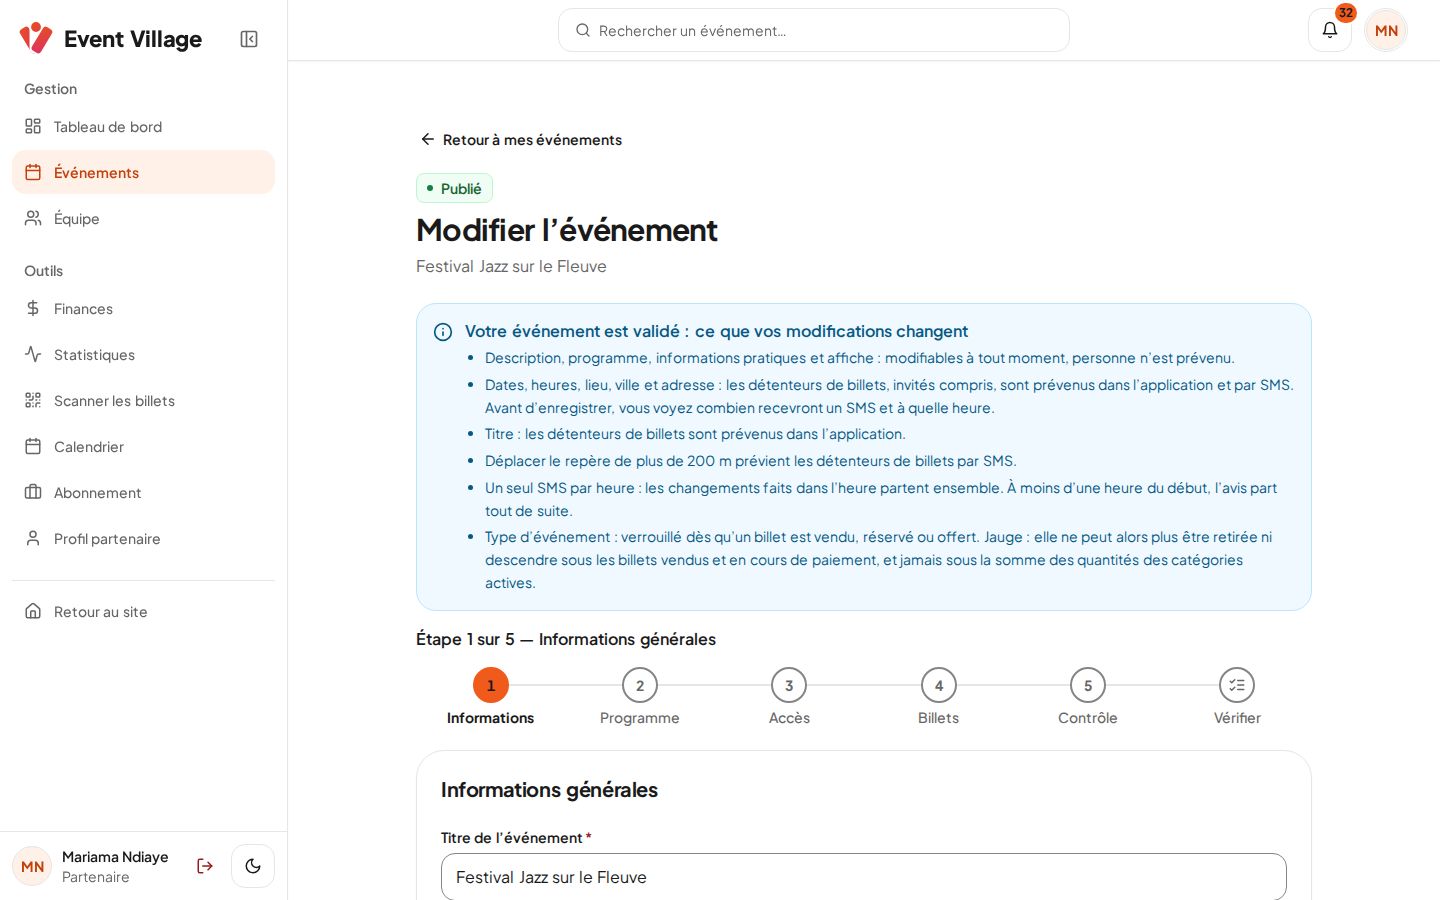 Event Village
Gestion
Tableau de bord
Événements
Équipe
Outils
Finances
Statistiques
Scanner les billets
Calendrier
Abonnement
Profil partenaire
Retour au site
MN
Mariama Ndiaye
Partenaire
Rechercher un événement…
32
MN
Retour à mes événements
Publié
Modifier l’événement
Festival Jazz sur le Fleuve
Votre événement est validé : ce que vos modifications changent
Description, programme, informations pratiques et affiche : modifiables à tout moment, personne n’est prévenu.
Dates, heures, lieu, ville et adresse : les détenteurs de billets, invités compris, sont prévenus dans l’application et par SMS.
Avant d’enregistrer, vous voyez combien recevront un SMS et à quelle heure.
Titre : les détenteurs de billets sont prévenus dans l’application.
Déplacer le repère de plus de 200 m prévient les détenteurs de billets par SMS.
Un seul SMS par heure : les changements faits dans l’heure partent ensemble. À moins d’une heure du début, l’avis part
tout de suite.
Type d’événement : verrouillé dès qu’un billet est vendu, réservé ou offert. Jauge : elle ne peut alors plus être retirée ni
descendre sous les billets vendus et en cours de paiement, et jamais sous la somme des quantités des catégories
actives.
Étape 1 sur 5 — Informations générales
1
2
3
4
5
Informations
Programme
Accès
Billets
Contrôle
Vérifier
Informations générales
Titre de l’événement *
Festival Jazz sur le Fleuve